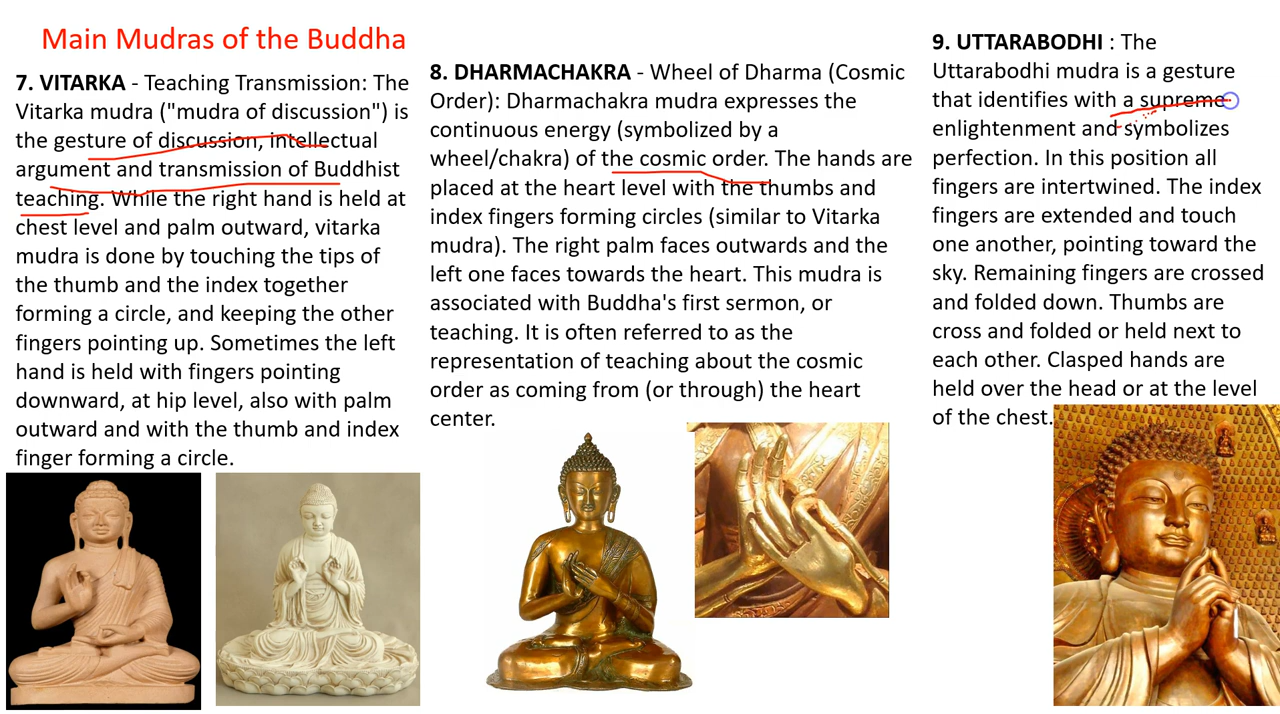 Main Mudras of the Buddha
7. VITARKA - Teaching Transmission: The
Vitarka mudra ("mudra of discussion") is
the gesture of discussion, intellectual
argument and transmission of Buddhist
teaching. While the right hand is held at
chest level and palm outward, vitarka
mudra is done by touching the tips of
the thumb and the index together
forming a circle, and keeping the other
fingers pointing up. Sometimes the left
hand is held with fingers pointing
downward, at hip level, also with palm
outward and with the thumb and index
finger forming a circle.
8. DHARMACHAKRA - Wheel of Dharma (Cosmic
Order): Dharmachakra mudra expresses the
continuous energy (symbolized by a
wheel/chakra) of the cosmic order. The hands are
placed at the heart level with the thumbs and
index fingers forming circles (similar to Vitarka
mudra). The right palm faces outwards and the
left one faces towards the heart. This mudra is
associated with Buddha's first sermon, or
teaching. It is often referred to as the
representation of teaching about the cosmic
order as coming from (or through) the heart
center.
9. UTTARABODHI : The
Uttarabodhi mudra is a gesture
that identifies with a supreme
enlightenment and symbolizes
perfection. In this position all
fingers are intertwined. The index
fingers are extended and touch
one another, pointing toward the
sky. Remaining fingers are crossed
and folded down. Thumbs are
cross and folded or held next to
each other. Clasped hands are
held over the head or at the level
of the chest.